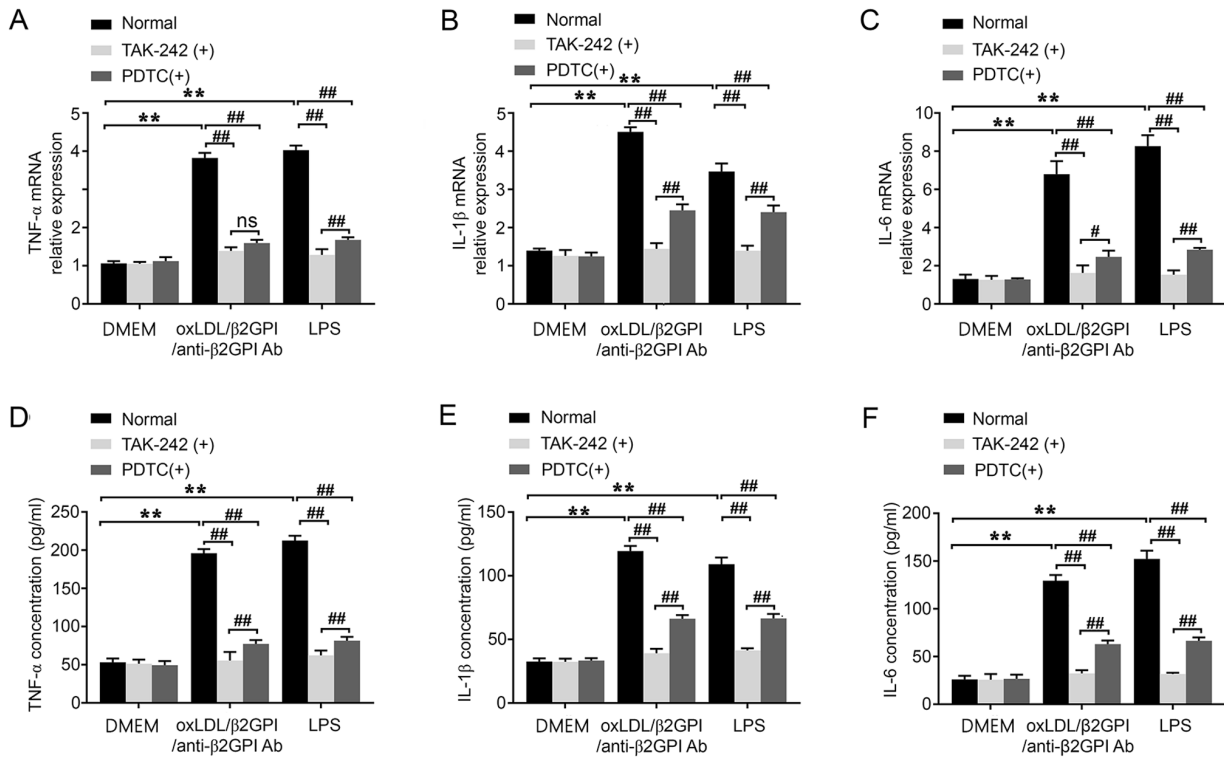 A
Normal
TAK-242 (+)
PDTC(+)
TNF-α mRNA
relative expression
5
4
3
2
1
0
** ** ## ## ## ## ns ##
DMEM oxLDL/β2GPI LPS
/anti-β2GPI Ab
B
Normal
TAK-242 (+)
PDTC(+)
IL-1β mRNA
relative expression
5
4
3
2
1
0
** ** ## ## ## ## ## ##
DMEM oxLDL/β2GPI LPS
/anti-β2GPI Ab
C
Normal
TAK-242 (+)
PDTC(+)
IL-6 mRNA
relative expression
10
8
6
4
2
0
** ** ## ## ## ## # ##
DMEM oxLDL/β2GPI LPS
/anti-β2GPI Ab
D
Normal
TAK-242 (+)
PDTC(+)
TNF-α concentration (pg/ml)
250
200
150
100
50
0
** ** ## ## ## ## ## ##
DMEM oxLDL/β2GPI LPS
/anti-β2GPI Ab
E
Normal
TAK-242 (+)
PDTC(+)
IL-1β concentration (pg/ml)
150
100
50
0
** ** ## ## ## ## ## ##
DMEM oxLDL/β2GPI LPS
/anti-β2GPI Ab
F
Normal
TAK-242 (+)
PDTC(+)
IL-6 concentration (pg/ml)
200
150
100
50
0
** ** ## ## ## ## ## ##
DMEM oxLDL/β2GPI LPS
/anti-β2GPI Ab